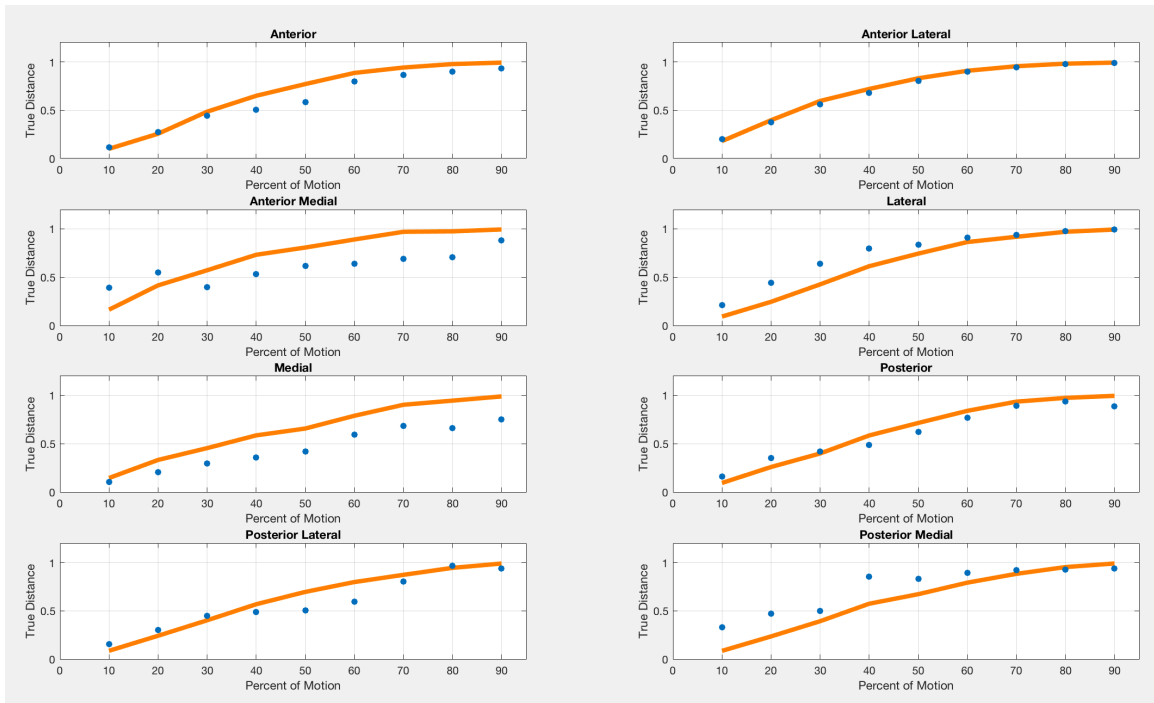 Anterior
True Distance
1
0.5
0
0 10 20 30 40 50 60 70 80 90
Percent of Motion
Anterior Lateral
True Distance
1
0.5
0
0 10 20 30 40 50 60 70 80 90
Percent of Motion
Anterior Medial
True Distance
1
0.5
0
0 10 20 30 40 50 60 70 80 90
Percent of Motion
Lateral
True Distance
1
0.5
0
0 10 20 30 40 50 60 70 80 90
Percent of Motion
Medial
True Distance
1
0.5
0
0 10 20 30 40 50 60 70 80 90
Percent of Motion
Posterior
True Distance
1
0.5
0
0 10 20 30 40 50 60 70 80 90
Percent of Motion
Posterior Lateral
True Distance
1
0.5
0
0 10 20 30 40 50 60 70 80 90
Percent of Motion
Posterior Medial
True Distance
1
0.5
0
0 10 20 30 40 50 60 70 80 90
Percent of Motion